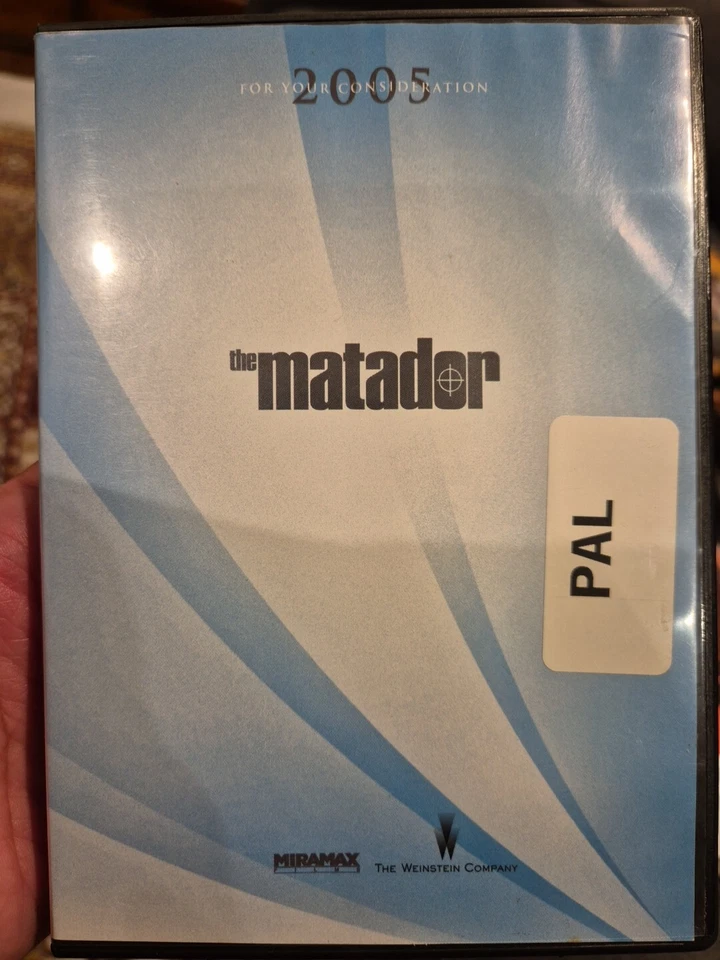 2005
FOR YOUR CONSIDERATION
the matador
PAL
MIRAMAX
FILMS
THE WEINSTEIN COMPANY